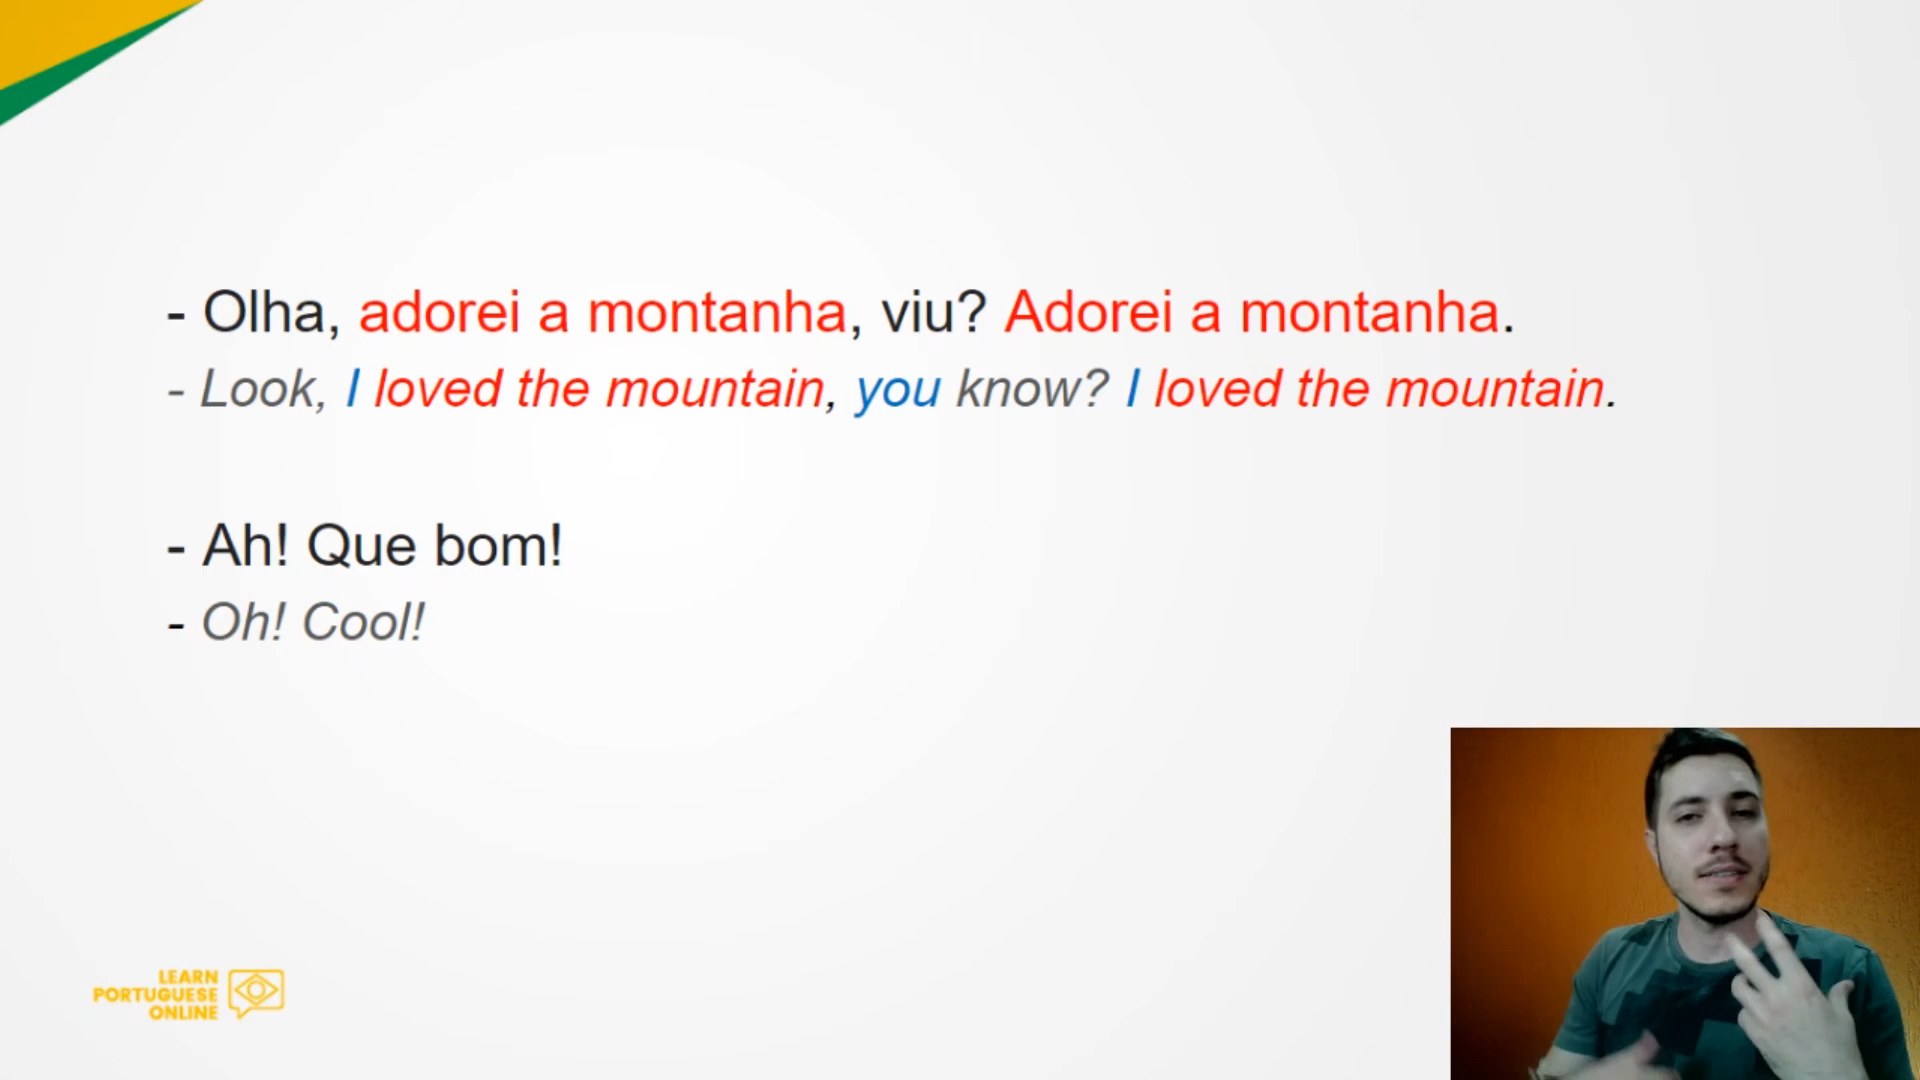 - Olha, adorei a montanha, viu? Adorei a montanha.
- Look, I loved the mountain, you know? I loved the mountain.
- Ah! Que bom!
- Oh! Cool!
LEARN
PORTUGUESE
ONLINE